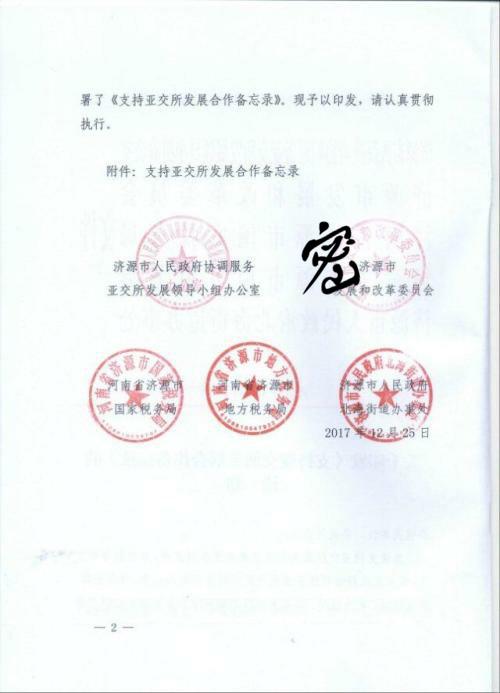 署了《支持亚交所发展合作备忘录》。现予以印发，请认真贯彻
执行。
附件：支持亚交所发展合作备忘录
济源市人民政府协调服务
亚交所发展领导小组办公室
密
济源市
发展和改革委员会
河南省济源市
国家税务局
河南省济源市
地方税务局
济源市人民政府
北海街道办事处
2017年12月25日
— 2 —